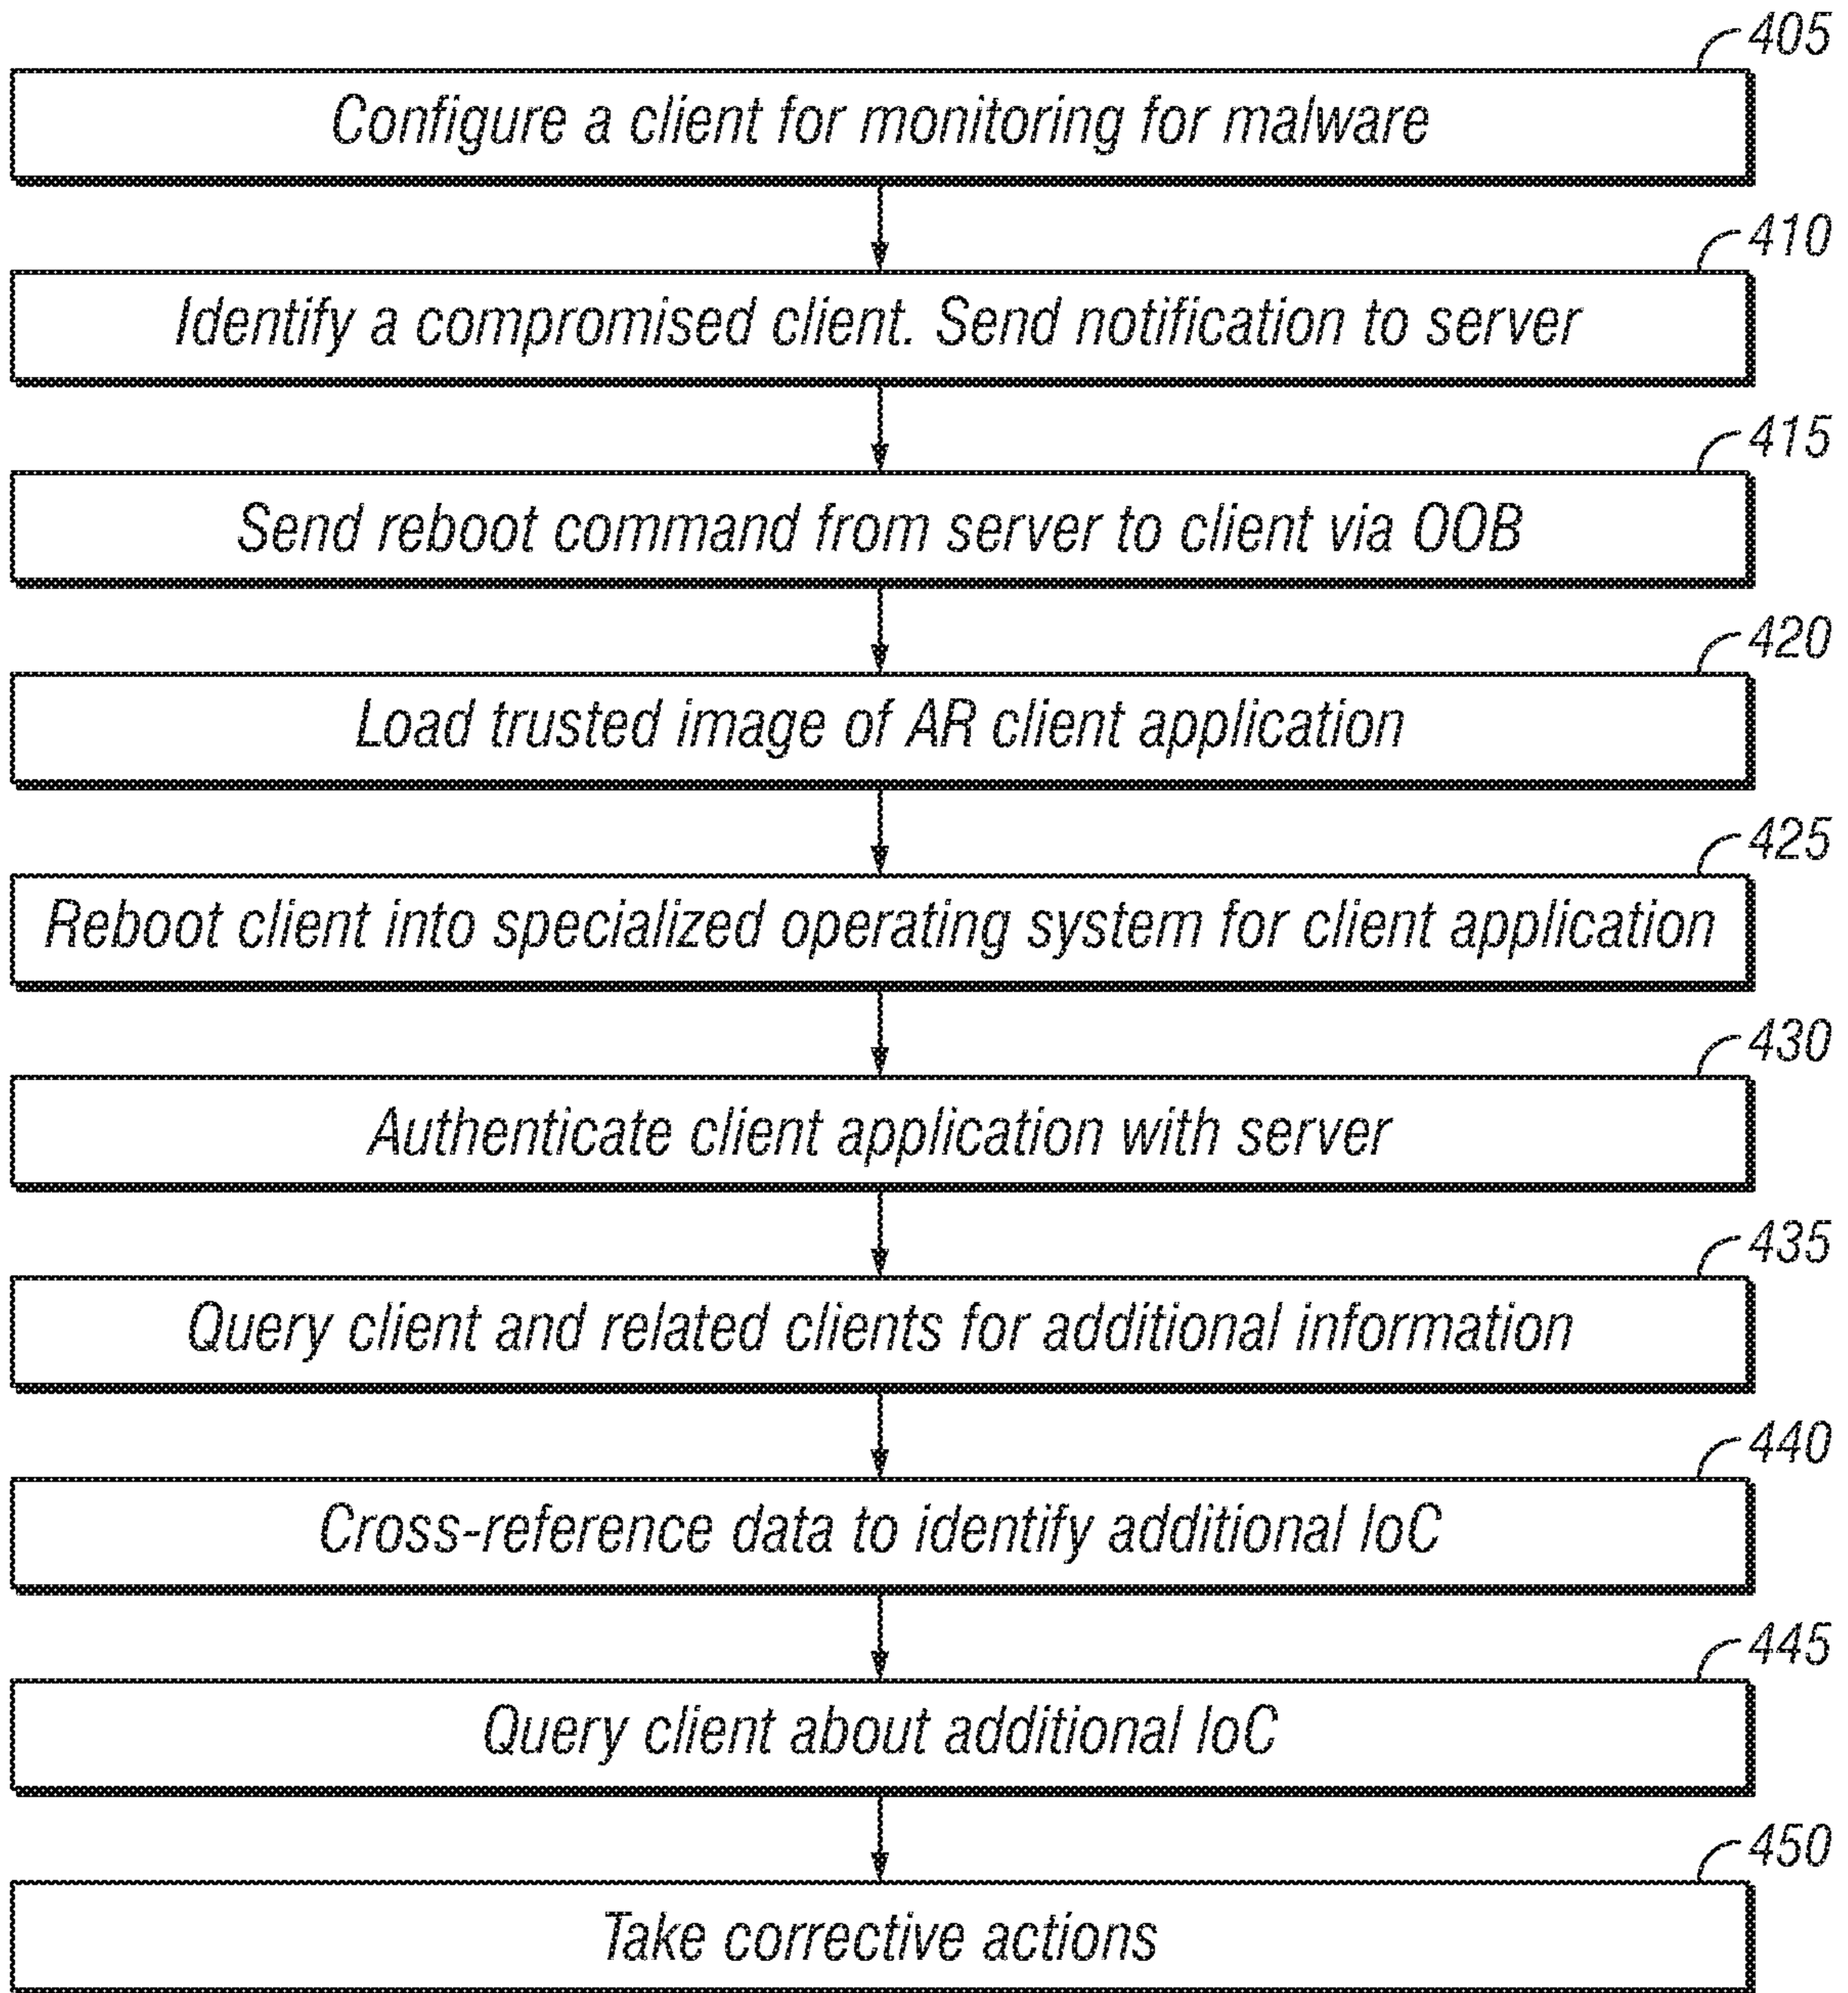 405
Configure a client for monitoring for malware
410
Identify a compromised client. Send notification to server
415
Send reboot command from server to client via OOB
420
Load trusted image of AR client application
425
Reboot client into specialized operating system for client application
430
Authenticate client application with server
435
Query client and related clients for additional information
440
Cross-reference data to identify additional IoC
445
Query client about additional IoC
450
Take corrective actions